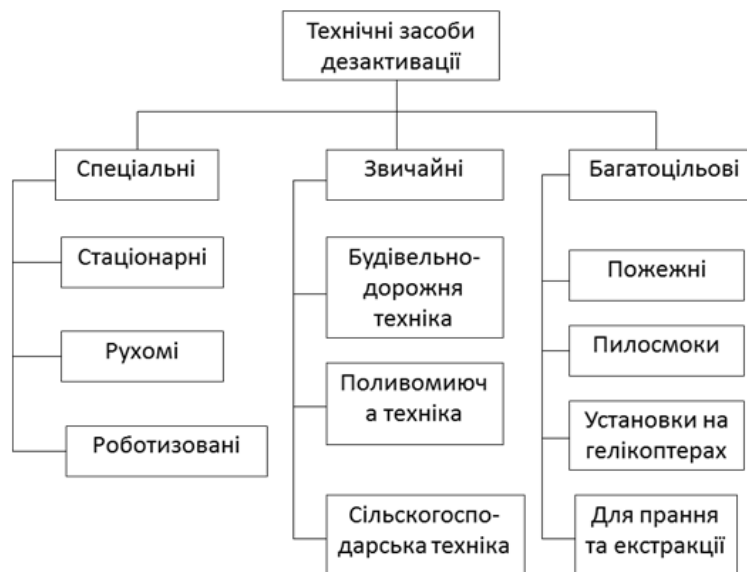 Технічні засоби
дезактивації
Спеціальні
Звичайні
Багатоцільові
Стаціонарні
Рухомі
Роботизовані
Будівельно-
дорожня
техніка
Поливомиюч
а техніка
Сільскогоспо-
дарська техніка
Пожежні
Пилосмоки
Установки на
гелікоптерах
Для прання
та екстракції